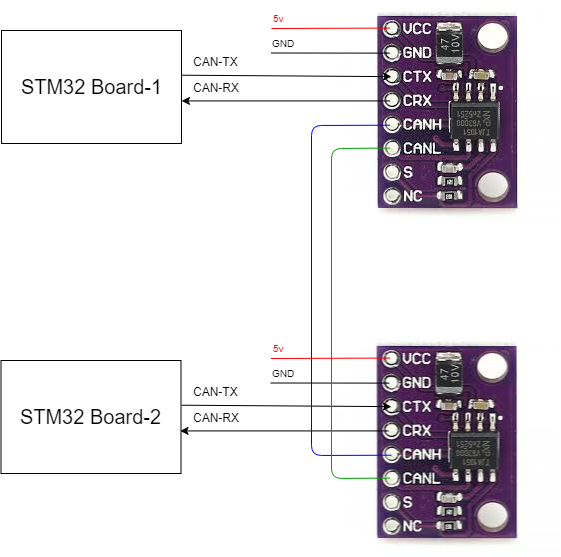 5v
VCC
GND
GND
CAN-TX
CTX
STM32 Board-1
CAN-RX
CRX
CANH
CANL
S
NC
47
10V
TJA1051
5v
VCC
GND
GND
CAN-TX
CTX
STM32 Board-2
CAN-RX
CRX
CANH
CANL
S
NC
47
10V
TJA1051